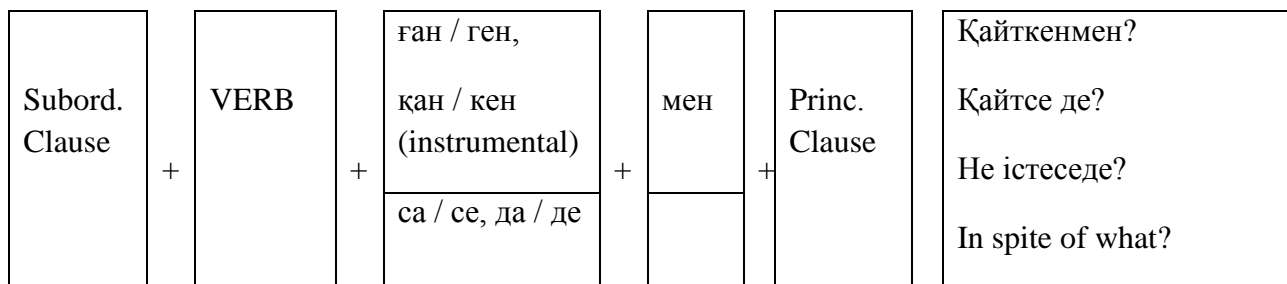 Subord.
Clause
+
VERB
+
ған / ген,
қан / кен
(instrumental)
са / се, да / де
+
мен
+
Princ.
Clause
Қайткенмен?
Қайтсе де?
Не істеседе?
In spite of what?